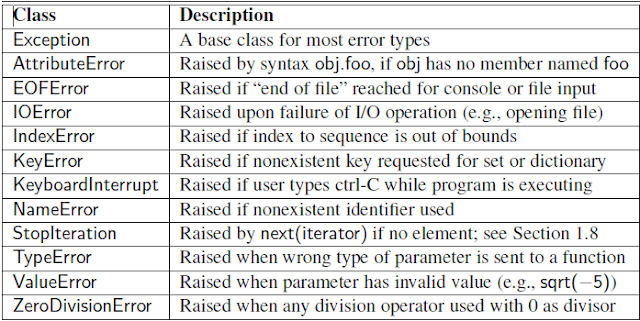 Class Description
Exception A base class for most error types
AttributeError Raised by syntax obj.foo, if obj has no member named foo
EOFError Raised if “end of file” reached for console or file input
IOError Raised upon failure of I/O operation (e.g., opening file)
IndexError Raised if index to sequence is out of bounds
KeyError Raised if nonexistent key requested for set or dictionary
KeyboardInterrupt Raised if user types ctrl-C while program is executing
NameError Raised if nonexistent identifier used
StopIteration Raised by next(iterator) if no element; see Section 1.8
TypeError Raised when wrong type of parameter is sent to a function
ValueError Raised when parameter has invalid value (e.g., sqrt(−5))
ZeroDivisionError Raised when any division operator used with 0 as divisor